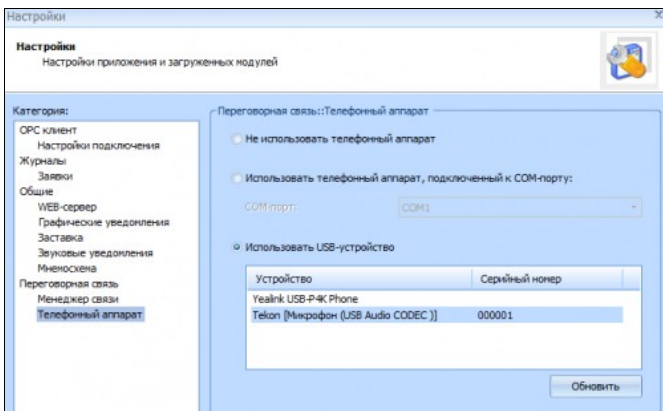 Настройки
Настройки
Настройки приложения и загруженных модулей
Категория:
OPC клиент
Настройки подключения
Журналы
Заявки
Общие
WEB-сервер
Графические уведомления
Заставка
Звуковые уведомления
Мнемосхема
Переговорная связь
Менеджер связи
Телефонный аппарат
Переговорная связь::Телефонный аппарат
Не использовать телефонный аппарат
Использовать телефонный аппарат, подключенный к COM-порту:
COM-порт: COM1
Использовать USB-устройство
Устройство Серийный номер
Yealink USB-P4K Phone
Tekon [Микрофон (USB Audio CODEC )] 000001
Обновить